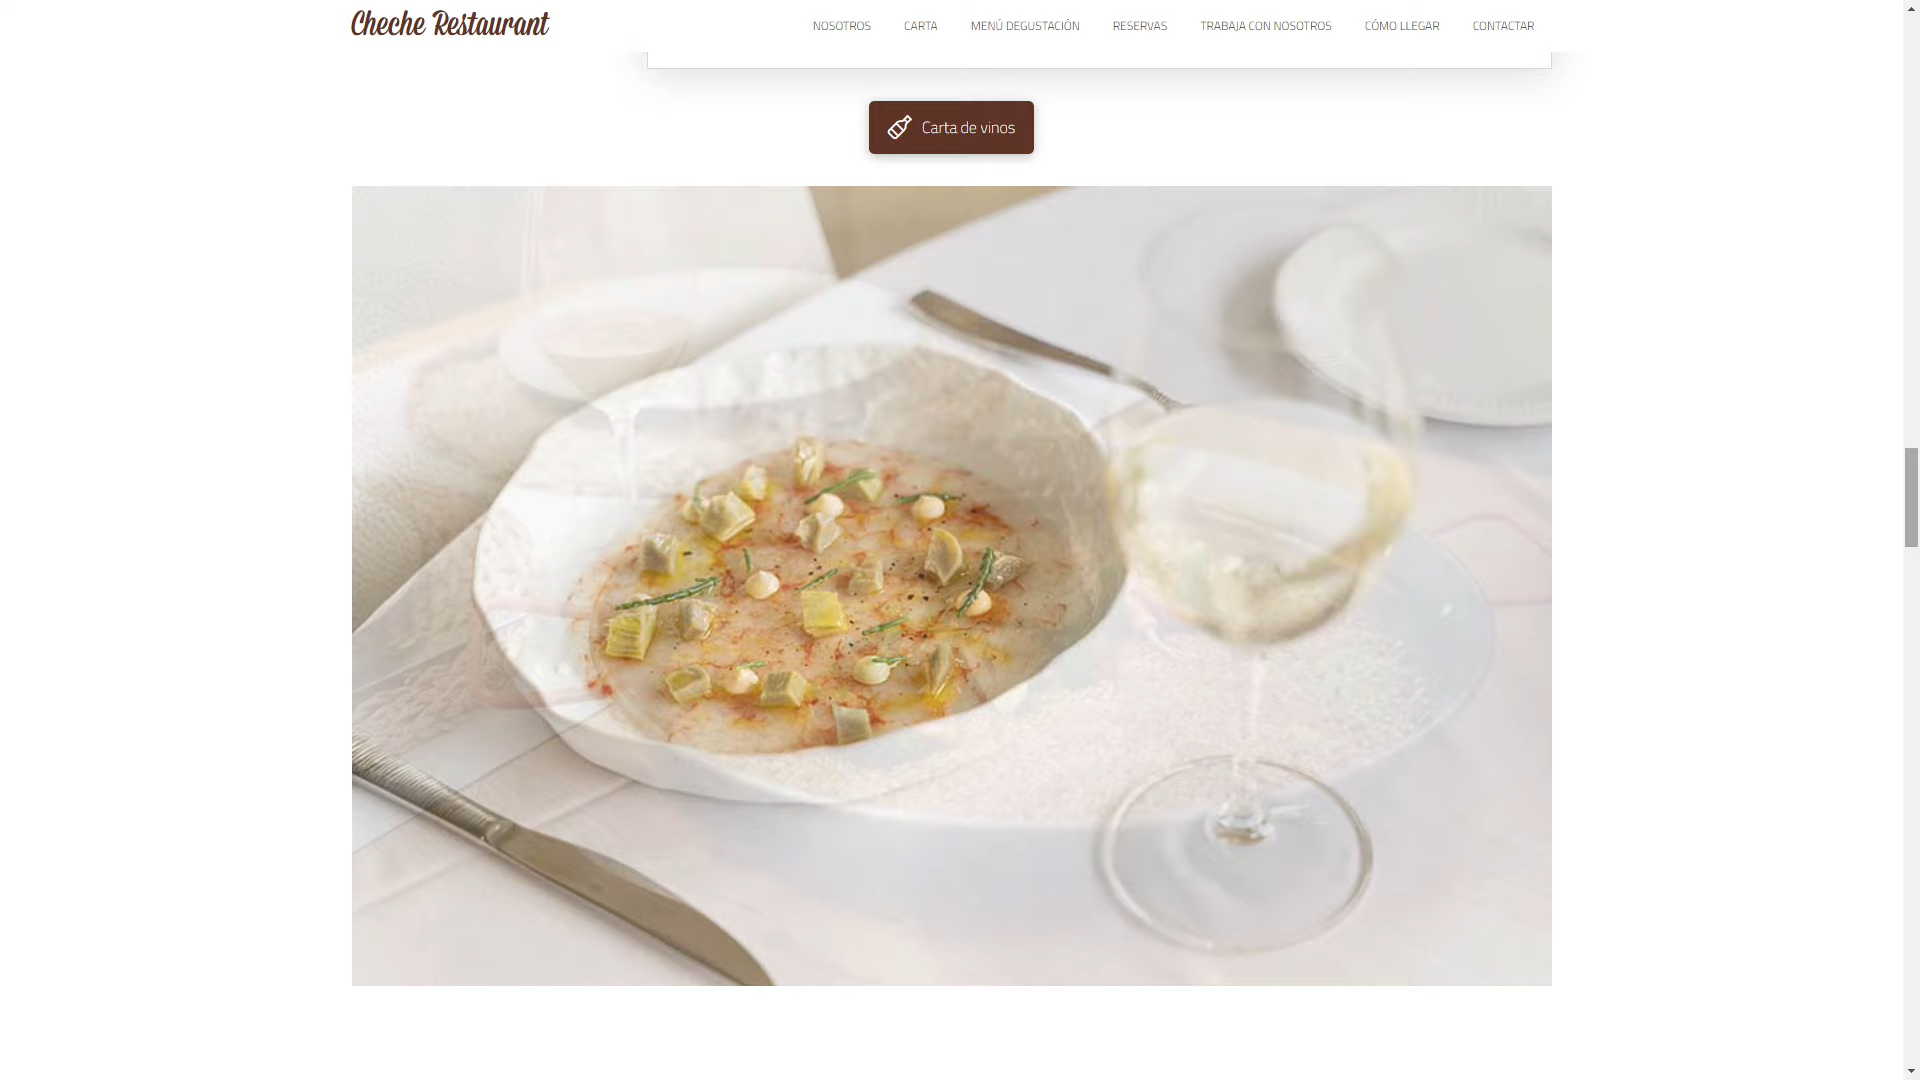 Cheche Restaurant
NOSOTROS CARTA MENÚ DEGUSTACIÓN RESERVAS TRABAJA CON NOSOTROS CÓMO LLEGAR CONTACTAR
Carta de vinos